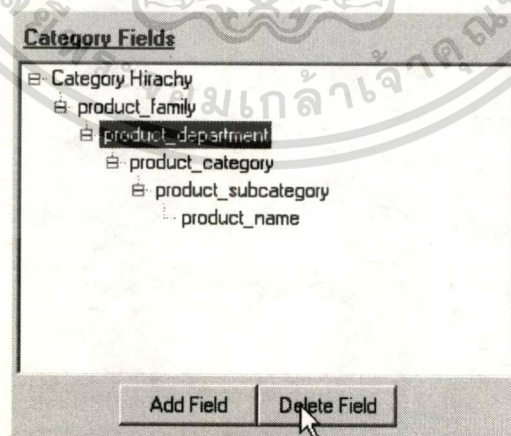 Category Fields
Category Hirachy
product_family
product_department
product_category
product_subcategory
product_name
Add Field
Delete Field